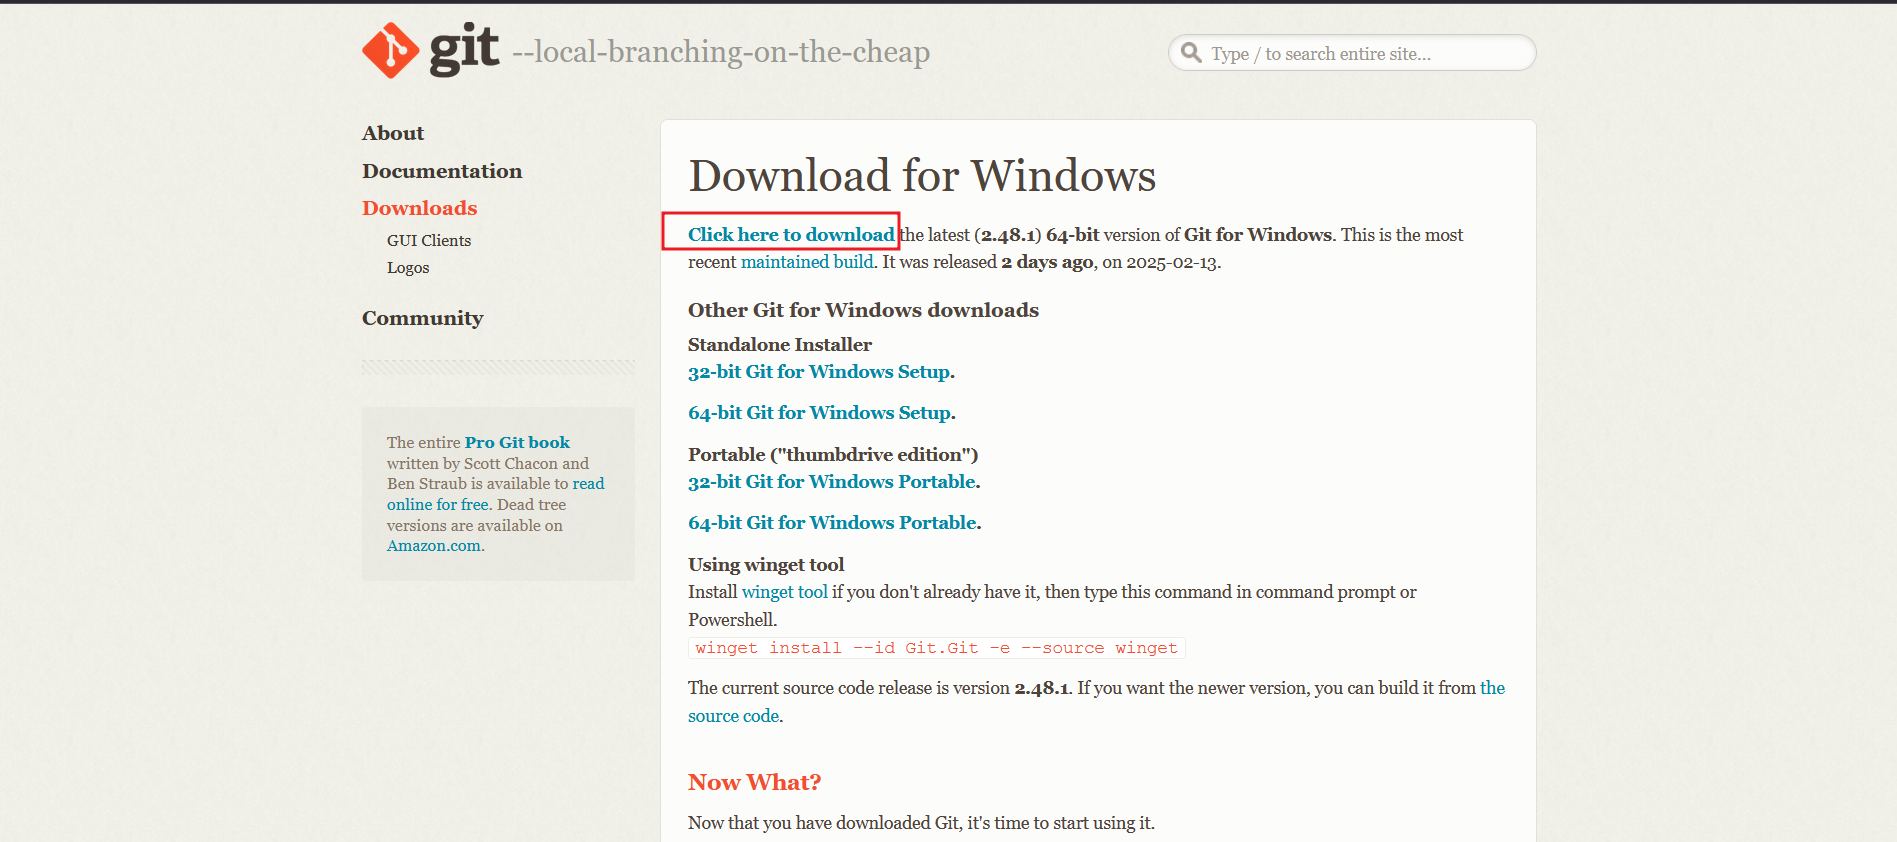 git --local-branching-on-the-cheap
Type / to search entire site...
About
Documentation
Downloads
GUI Clients
Logos
Community
The entire Pro Git book
written by Scott Chacon and
Ben Straub is available to read
online for free. Dead tree
versions are available on
Amazon.com.
Download for Windows
Click here to download the latest (2.48.1) 64-bit version of Git for Windows. This is the most
recent maintained build. It was released 2 days ago, on 2025-02-13.
Other Git for Windows downloads
Standalone Installer
32-bit Git for Windows Setup.
64-bit Git for Windows Setup.
Portable ("thumbdrive edition")
32-bit Git for Windows Portable.
64-bit Git for Windows Portable.
Using winget tool
Install winget tool if you don't already have it, then type this command in command prompt or
Powershell.
winget install --id Git.Git -e --source winget
The current source code release is version 2.48.1. If you want the newer version, you can build it from the
source code.
Now What?
Now that you have downloaded Git, it's time to start using it.